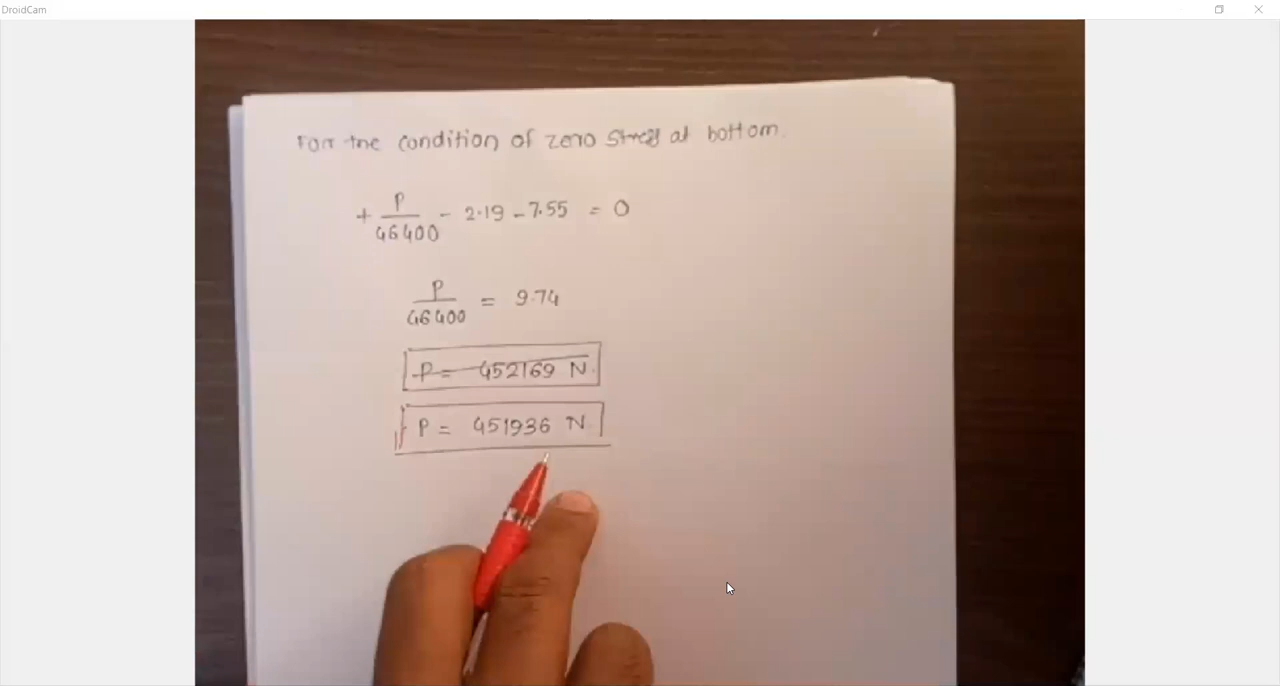 DroidCam
For the condition of zero stress at bottom.
+ P/46400 - 2.19 - 7.55 = 0
P/46400 = 9.74
P = 452169 N.
P = 451936 N